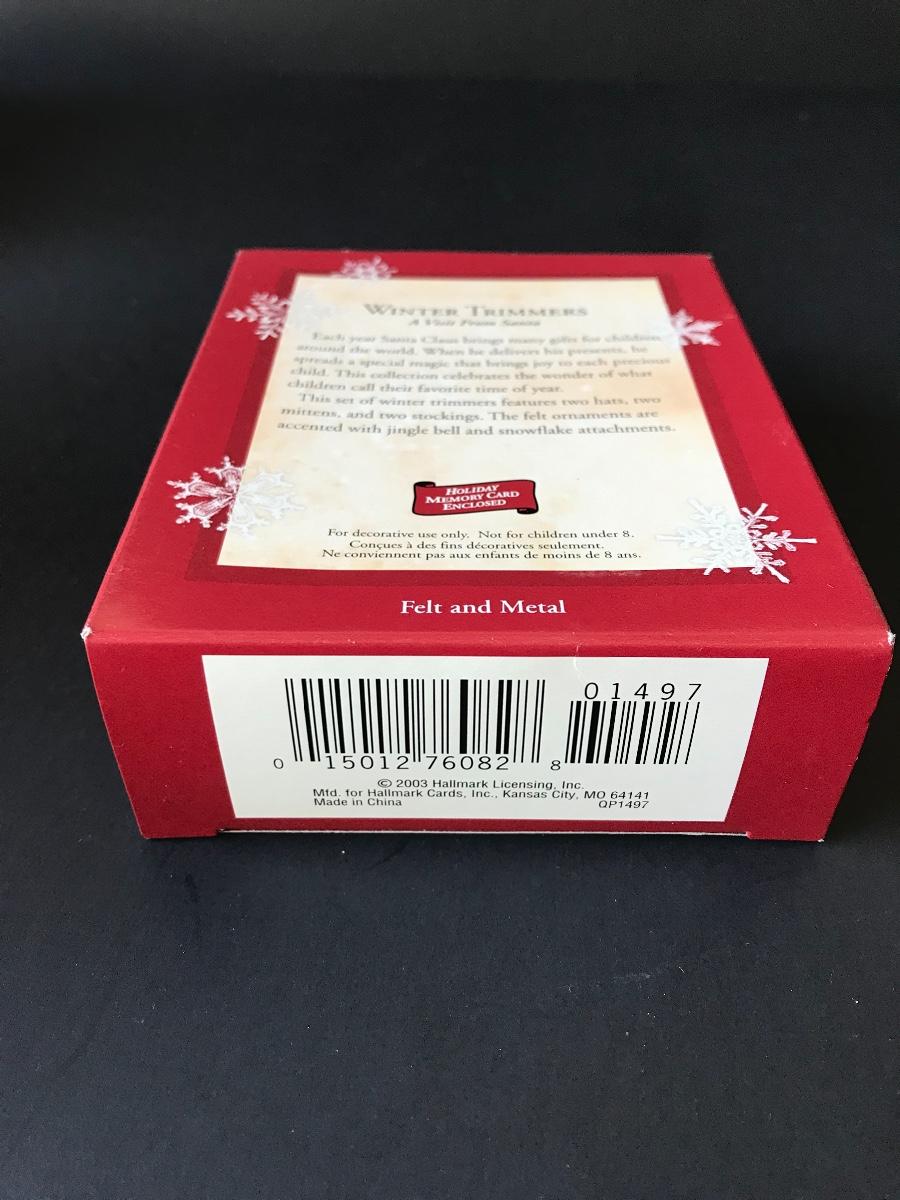 WINTER TRIMMERS
A Visit From Santa
Each year Santa Claus brings many gifts for children
around the world. When he delivers his presents, he
spreads a special magic that brings joy to each precious
child. This collection celebrates the wonder of what
children call their favorite time of year.
This set of winter trimmers features two hats, two
mittens, and two stockings. The felt ornaments are
accented with jingle bell and snowflake attachments.
HOLIDAY
MEMORY CARD
ENCLOSED
For decorative use only. Not for children under 8.
Conçues à des fins décoratives seulement.
Ne conviennent pas aux enfants de moins de 8 ans.
Felt and Metal
01497
0 15012 76082 8
© 2003 Hallmark Licensing, Inc.
Mfd. for Hallmark Cards, Inc., Kansas City, MO 64141
Made in China QP1497